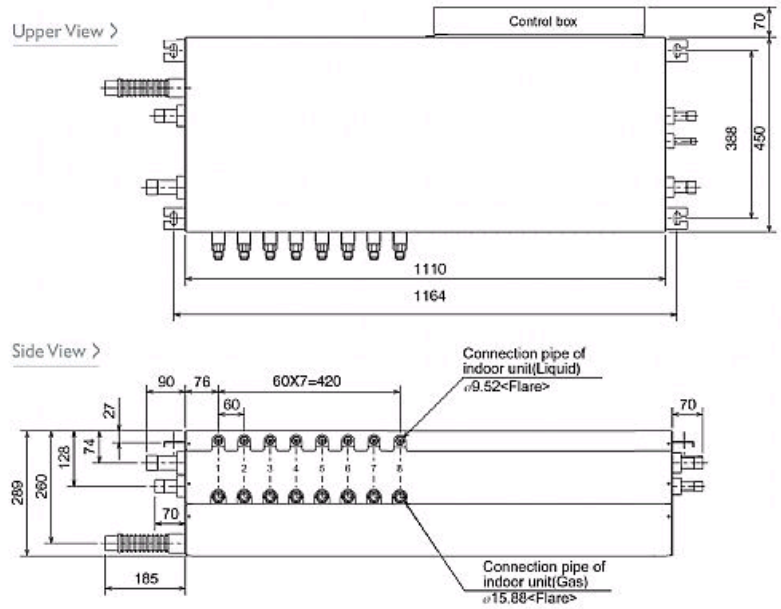 Control box
70
Upper View >
388
450
1110
1164
Side View >
Connection pipe of
indoor unit(Liquid)
ø9.52<Flare>
90
76
60X7=420
60
70
27
74
128
260
289
1 2 3 4 5 6 7 8
70
185
Connection pipe of
indoor unit(Gas)
ø15.88<Flare>